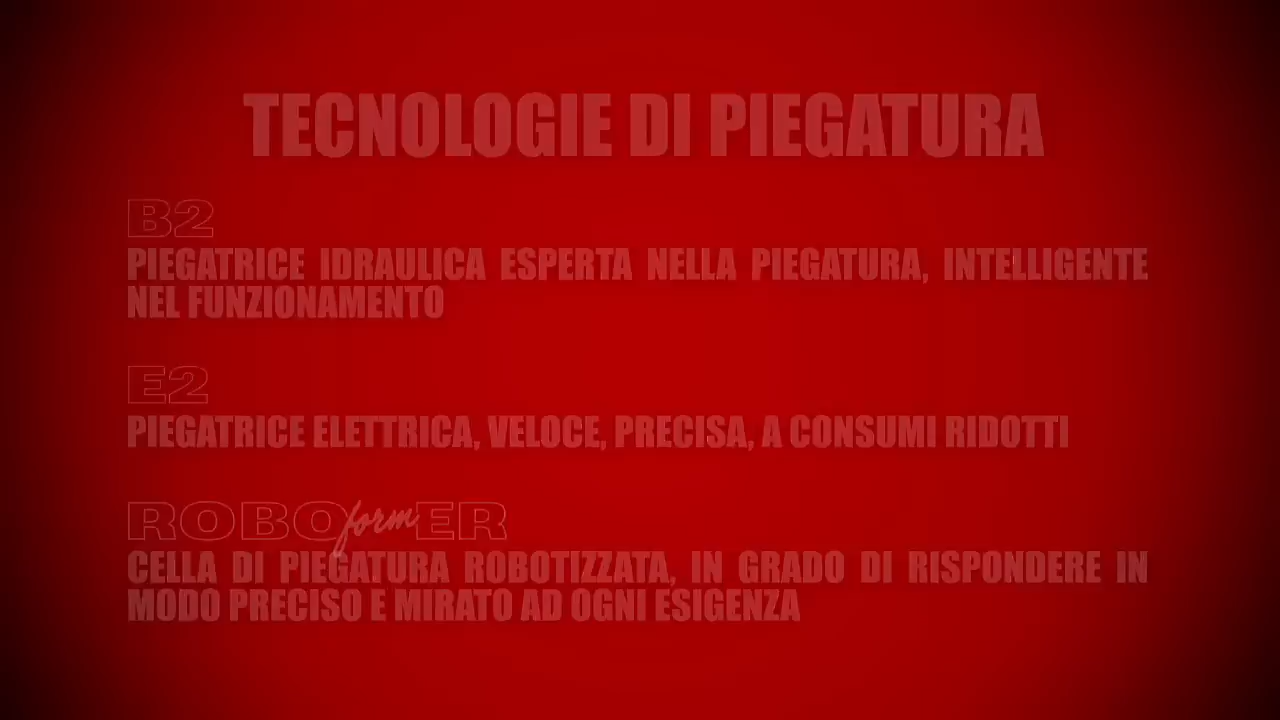 TECNOLOGIE DI PIEGATURA
B2
PIEGATRICE IDRAULICA ESPERTA NELLA PIEGATURA, INTELLIGENTE
NEL FUNZIONAMENTO
E2
PIEGATRICE ELETTRICA, VELOCE, PRECISA, A CONSUMI RIDOTTI
ROBOformER
CELLA DI PIEGATURA ROBOTIZZATA, IN GRADO DI RISPONDERE IN
MODO PRECISO E MIRATO AD OGNI ESIGENZA